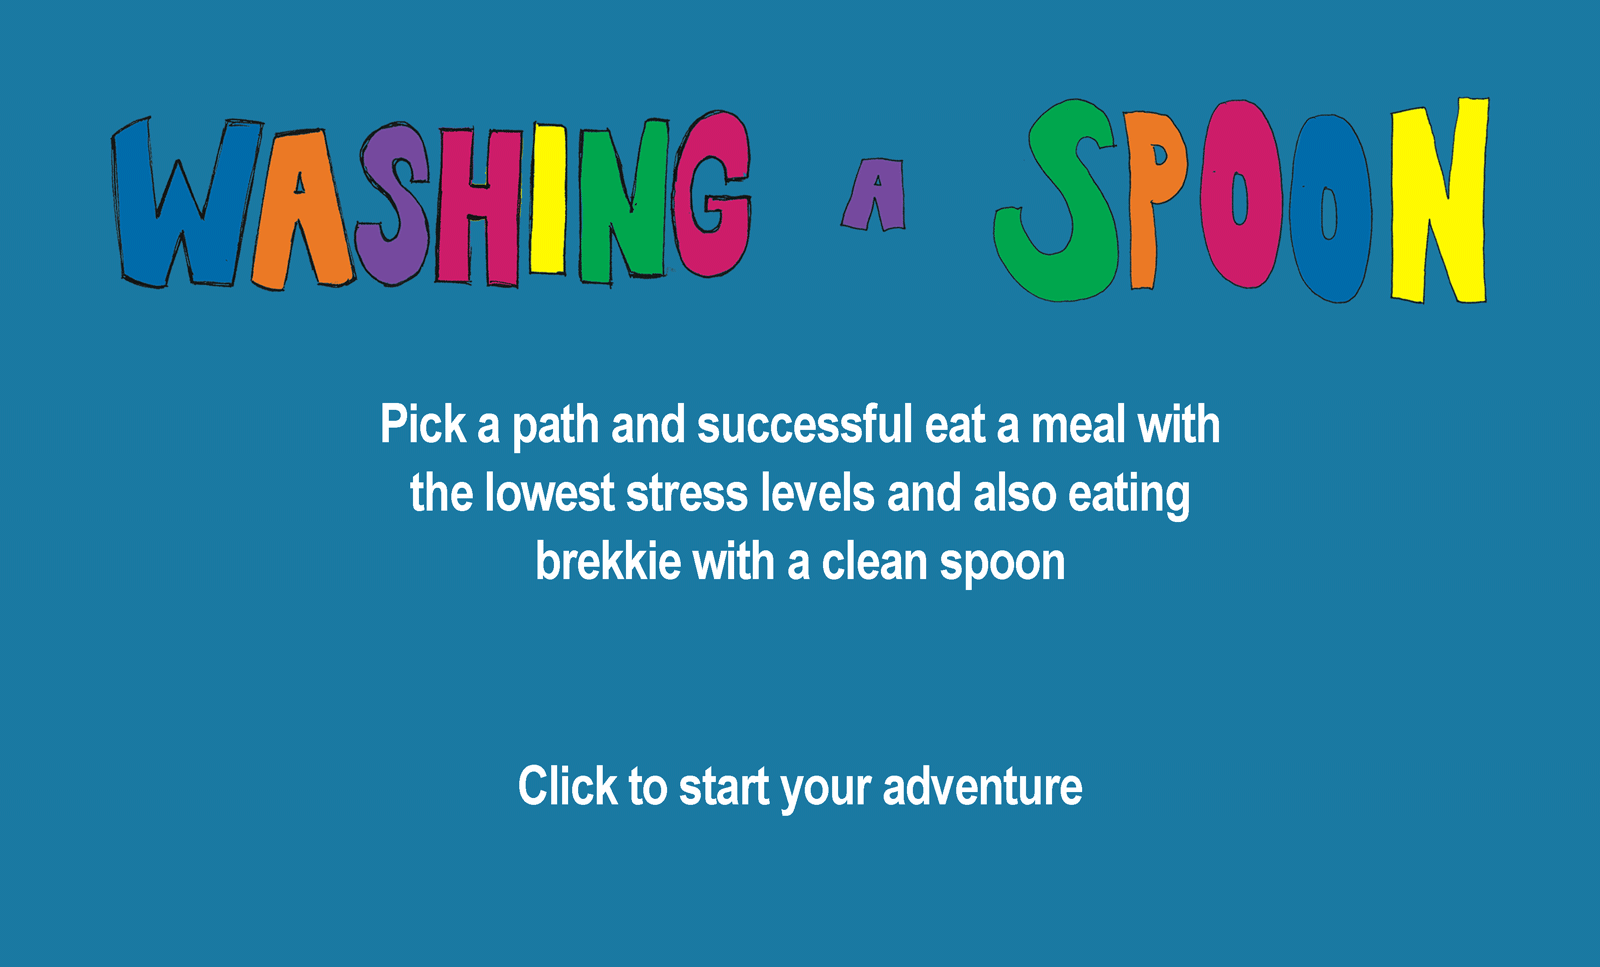 WASHING A SPOON
Pick a path and successful eat a meal with
the lowest stress levels and also eating
brekkie with a clean spoon
Click to start your adventure